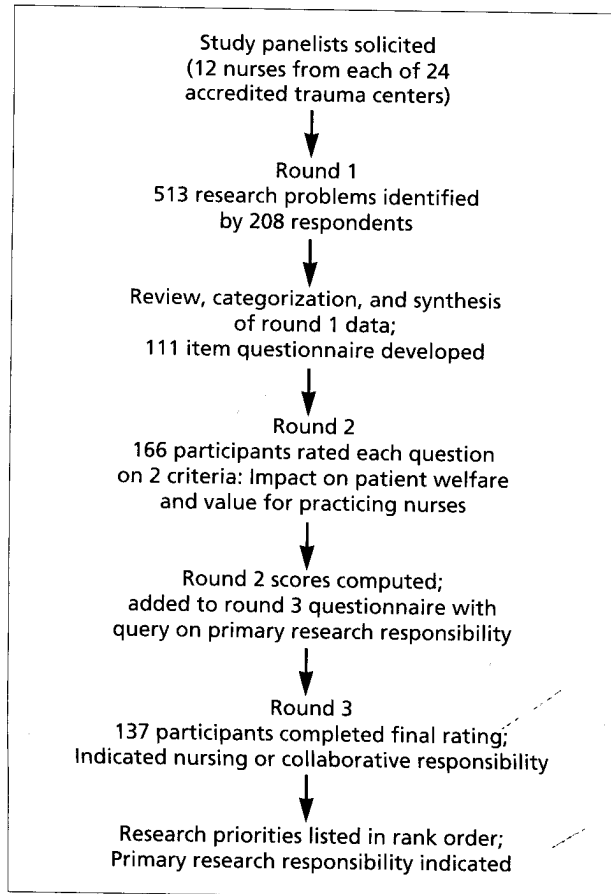 Study panelists solicited
(12 nurses from each of 24
accredited trauma centers)
Round 1
513 research problems identified
by 208 respondents
Review, categorization, and synthesis
of round 1 data;
111 item questionnaire developed
Round 2
166 participants rated each question
on 2 criteria: Impact on patient welfare
and value for practicing nurses
Round 2 scores computed;
added to round 3 questionnaire with
query on primary research responsibility
Round 3
137 participants completed final rating;
Indicated nursing or collaborative responsibility
Research priorities listed in rank order;
Primary research responsibility indicated